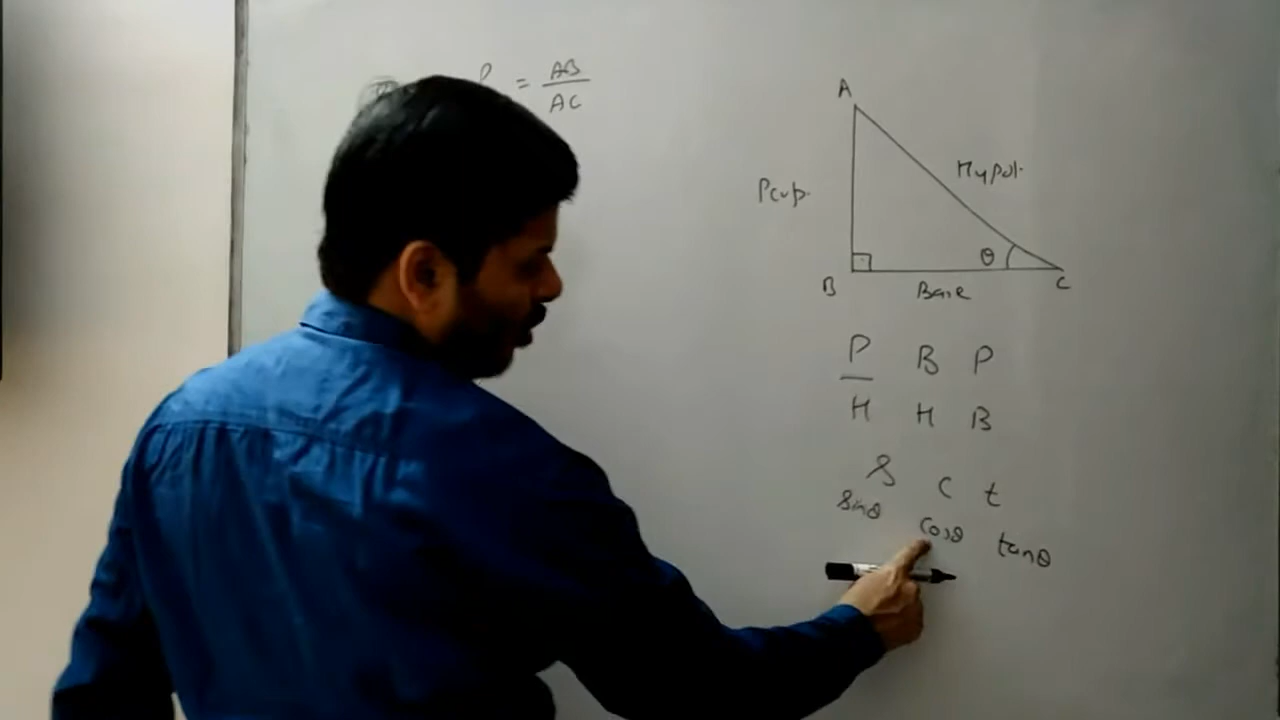 P = AB
AC
A
Hypot.
Perp.
θ
B
Base
C
P B P
H H B
S C t
sinθ cosθ tanθ